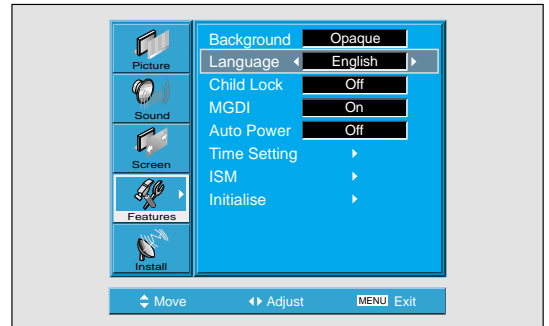 Picture
Sound
Screen
Features
Install
Background Opaque
Language English
Child Lock Off
MGDI On
Auto Power Off
Time Setting
ISM
Initialise
Move Adjust MENU Exit